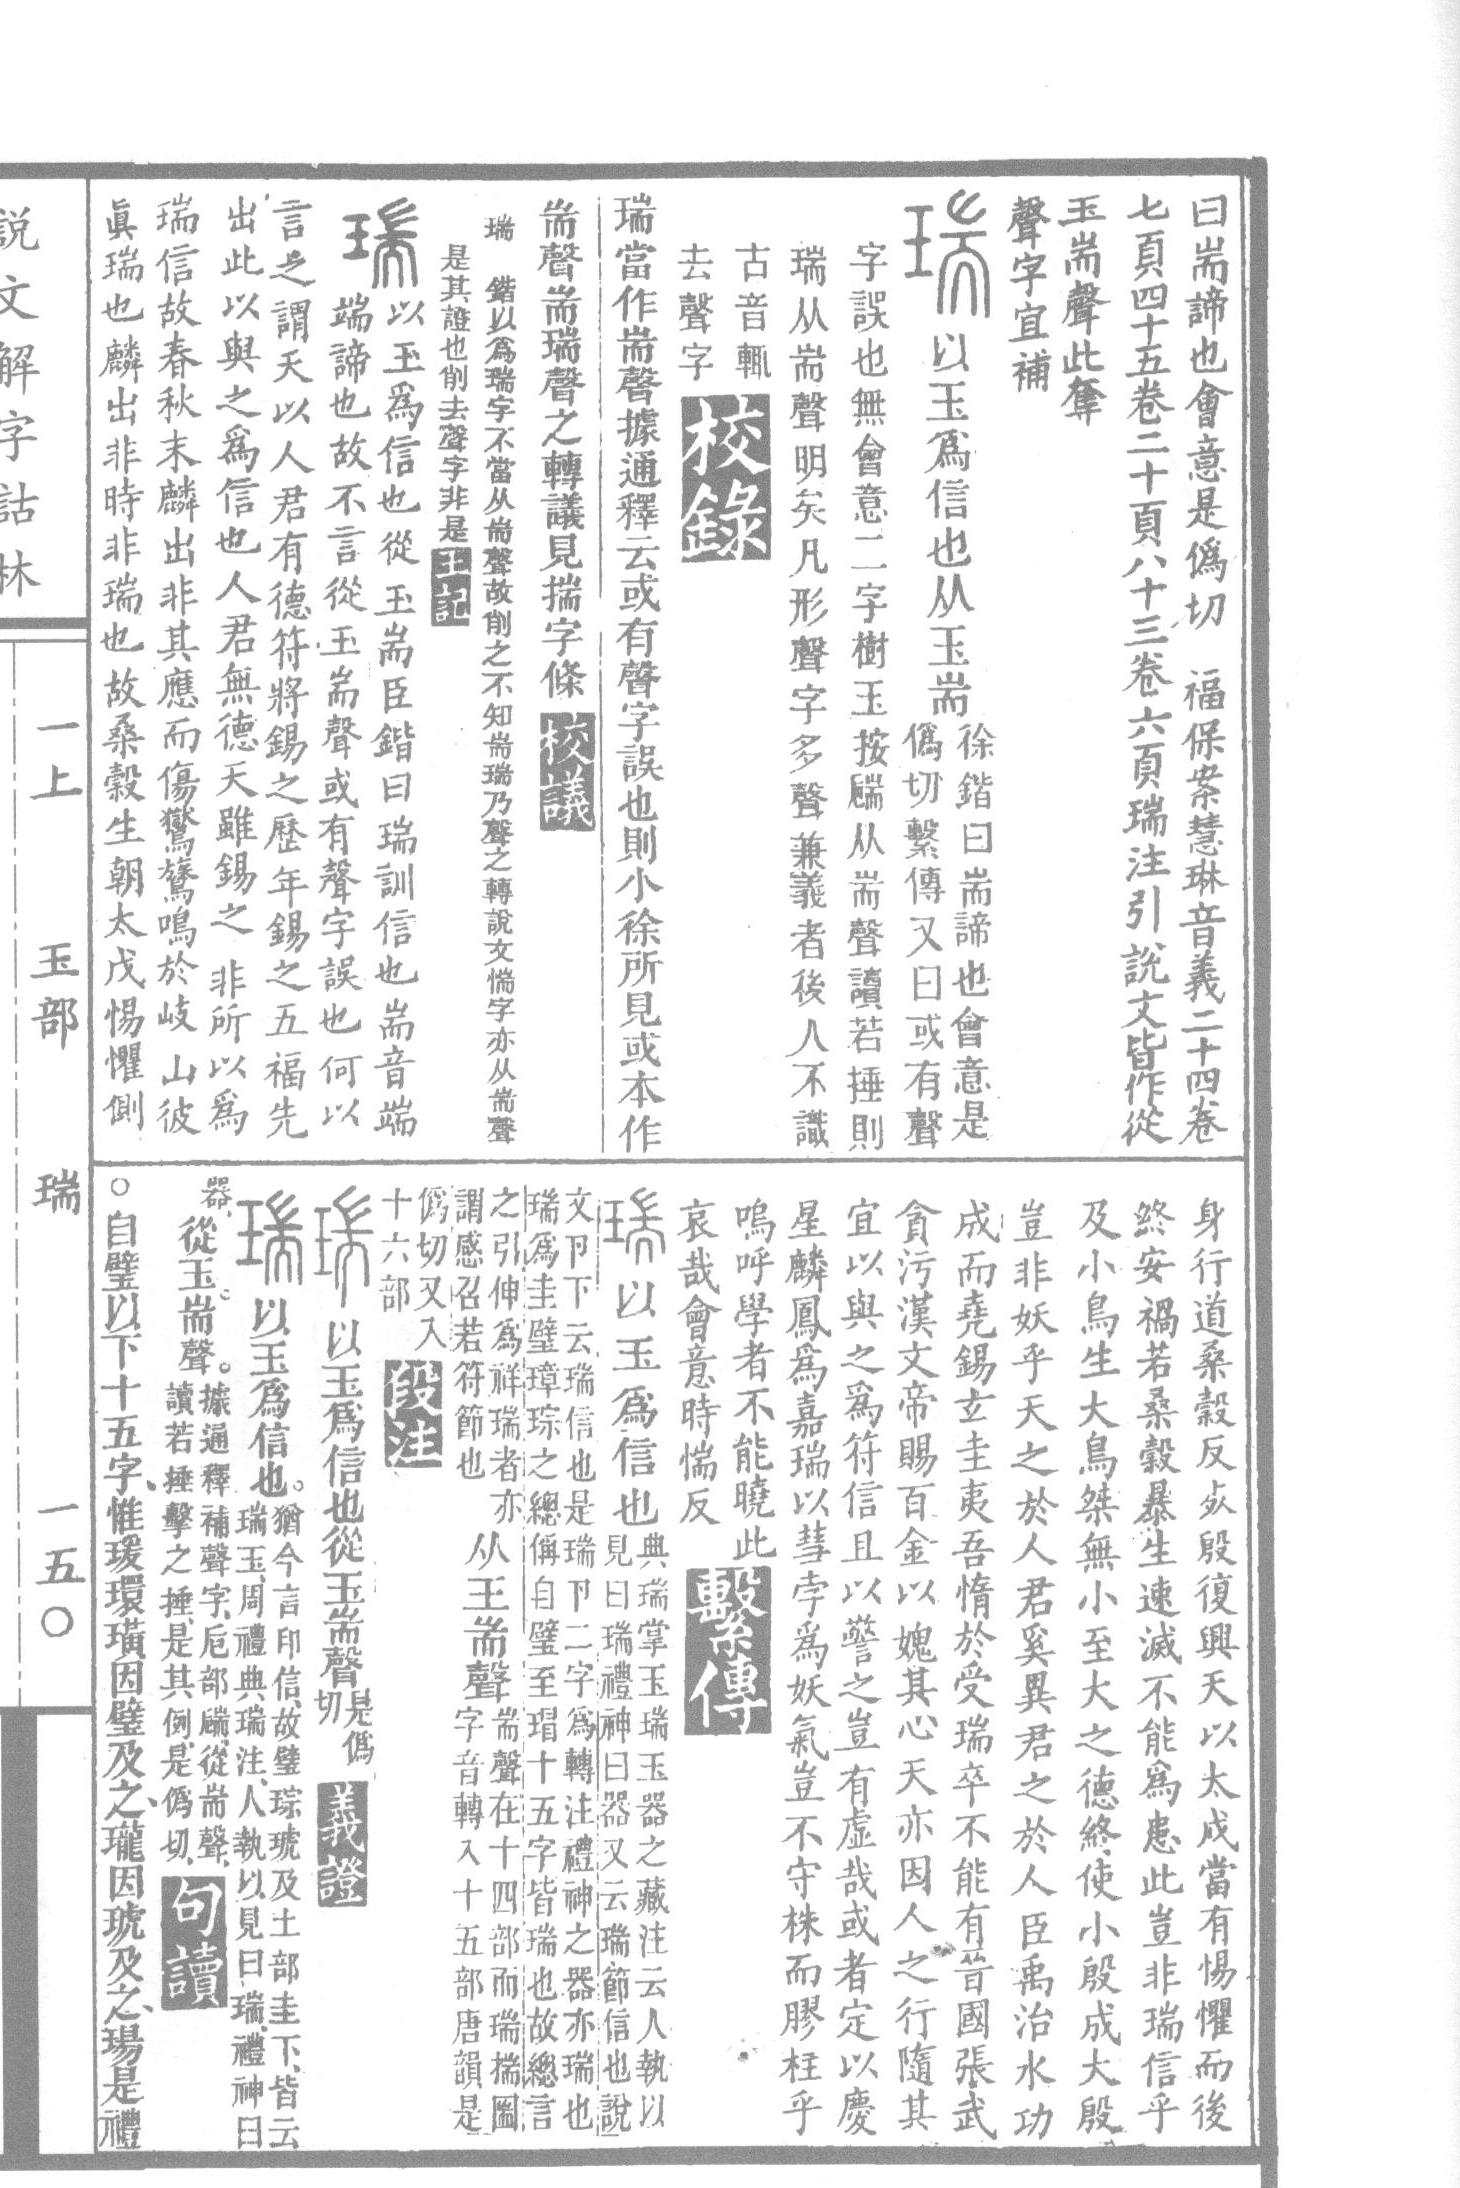 曰耑諦也會意是僞切　福保案慧琳音義二十四卷
七頁四十五卷二十頁八十三卷六頁瑞注引說文皆作從
玉耑聲此奪
聲字宜補
瑞以玉爲信也从玉耑
徐鍇曰耑諦也會意是
僞切繫傳又曰或有聲
字誤也無會意二字樹玉按𦓝从耑聲讀若捶則
瑞从耑聲明矣凡形聲字多聲兼義者後人不識
古音輒
去聲字
校錄
瑞當作耑聲據通釋云或有聲字誤也則小徐所見或本作
耑聲耑瑞聲之轉議見揣字條
校議
瑞　鍇以爲瑞字不當从耑聲故削之不知耑瑞乃聲之轉說文惴字亦从耑聲
是其證也削去聲字非是
王記
瑞以玉爲信也從玉耑臣鍇曰瑞訓信也耑音端
端諦也故不言從玉耑聲或有聲字誤也何以
言之謂天以人君有德符將錫之歷年錫之五福先
出此以與之爲信也人君無德天雖錫之非所以爲
瑞信故春秋末麟出非其應而傷鸑鷟鳴於岐山彼
眞瑞也麟出非時非瑞也故桑穀生朝太戊惕懼側
身行道桑穀反𣦸殷復興天以太戊當有惕懼而後
終安禍若桑穀暴生速滅不能爲患此豈非瑞信乎
及小鳥生大鳥桀無小至大之德終使小殷成大殷
豈非妖乎天之於人君奚異君之於人臣禹治水功
成而堯錫玄圭夷吾惰於受瑞卒不能有晉國張武
貪污漢文帝賜百金以媿其心天亦因人之行隨其
宜以與之爲符信且以警之豈有虛哉或者定以慶
星麟鳳爲嘉瑞以彗孛爲妖氣豈不守株而膠柱乎
嗚呼學者不能曉此
哀哉會意時惴反
繫傳
瑞以玉爲信也
典瑞掌玉瑞玉器之藏注云人執以
見曰瑞禮神曰器又云瑞節信也說
文卪下云瑞信也是瑞卪二字爲轉注禮神之器亦瑞也
瑞爲圭璧璋琮之總偁自璧至瑁十五字皆瑞也故總言
之引伸爲祥瑞者亦
謂感召若符節也
从王耑聲
耑聲在十四部而瑞揣圖
字音轉入十五部唐韻是
僞切又入
十六部
段注
瑞以玉爲信也從玉耑聲
是僞
切
義證
瑞以玉爲信也。
猶今言印信、故璧琮琥及土部圭下、皆云
瑞玉、周禮典瑞注、人執以見曰瑞、禮神曰
器、
從玉耑聲。
據通釋補聲字、卮部𦓝、從耑聲、
讀若捶擊之捶、是其例、是僞切、
句讀
○自璧以下十五字、惟瑗環璜因璧及之、瓏因琥及之、瑒是禮
說文解字詁林
一上　玉部　瑞　一五〇